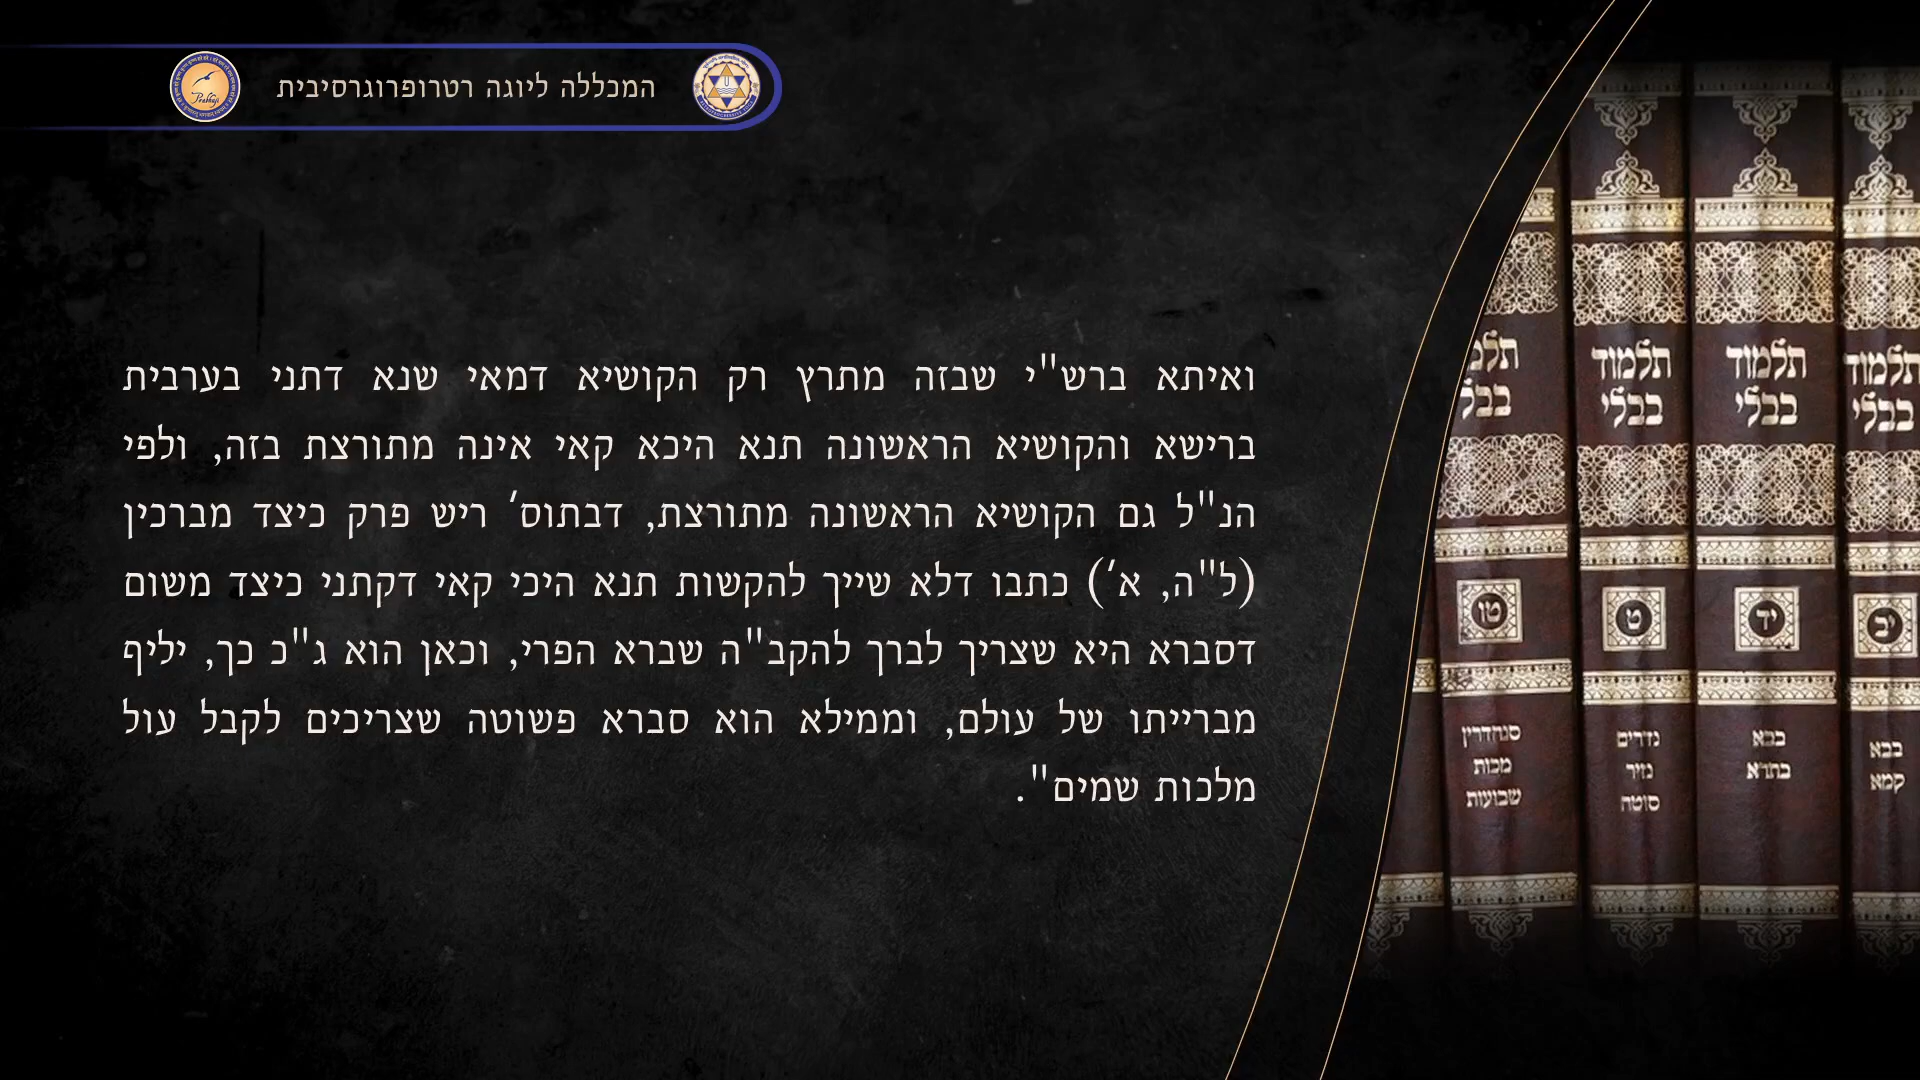 המכללה ליוגה רטרופרוגרסיבית
Prabhuji
ואיתא ברש"י שבזה מתרץ רק הקושיא דמאי שנא דתני בערבית
ברישא והקושיא הראשונה תנא היכא קאי אינה מתורצת בזה, ולפי
הנ"ל גם הקושיא הראשונה מתורצת, דבתוס' ריש פרק כיצד מברכין
(ל"ה, א') כתבו דלא שייך להקשות תנא היכי קאי דקתני כיצד משום
דסברא היא שצריך לברך להקב"ה שברא הפרי, וכאן הוא ג"כ כך, יליף
מברייתו של עולם, וממילא הוא סברא פשוטה שצריכים לקבל עול
מלכות שמים".
תלמוד
בבלי
יב
בבא
קמא
תלמוד
בבלי
יד
בבא
בתרא
תלמוד
בבלי
ט
נדרים
נזיר
סוטה
בבלי
טו
סנהדרין
מכות
שבועות